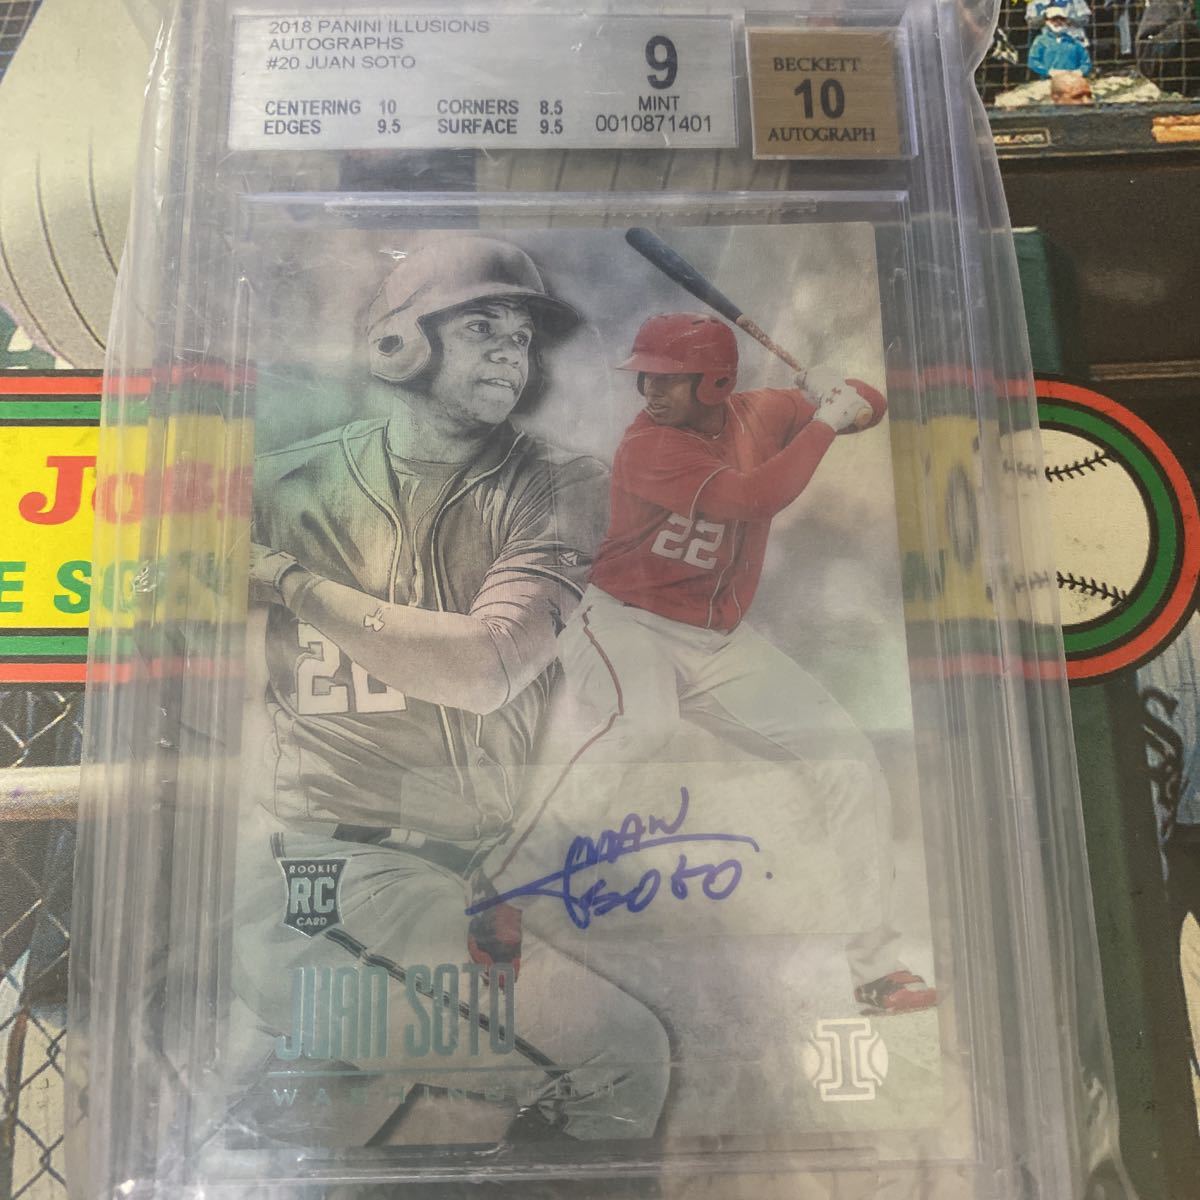 2018 PANINI ILLUSIONS
AUTOGRAPHS
#20 JUAN SOTO
CENTERING 10 CORNERS 8.5
EDGES 9.5 SURFACE 9.5
9
MINT
0010871401
BECKETT
10
AUTOGRAPH
22
22
JUAN
SOTO.
ROOKIE
RC
CARD
JUAN SOTO
WASHINGTON
I